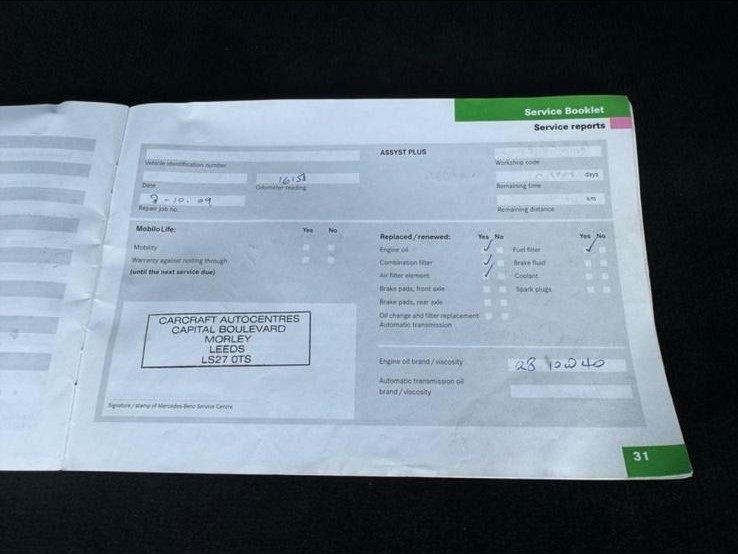 Service Booklet
Service reports
Vehicle identification number
ASSYST PLUS
Workshop code
16158
Date
Odometer reading
days
Remaining time
8-10.09
Repair job no.
km
Remaining distance
MobiloLife:
Yes No
Mobility
Warranty against rusting through
(until the next service due)
Replaced/renewed:
Yes No
Yes No
Engine oil
Fuel filter
Combination filter
Brake fluid
Air filter element
Coolant
Brake pads, front axle
Spark plugs
Brake pads, rear axle
Oil change and filter replacement
Automatic transmission
CARCRAFT AUTOCENTRES
CAPITAL BOULEVARD
MORLEY
LEEDS
LS27 0TS
Engine oil brand/viscosity
28 10w40
Automatic transmission oil
brand/viscosity
Signature/stamp of Mercedes-Benz Service Centre
31